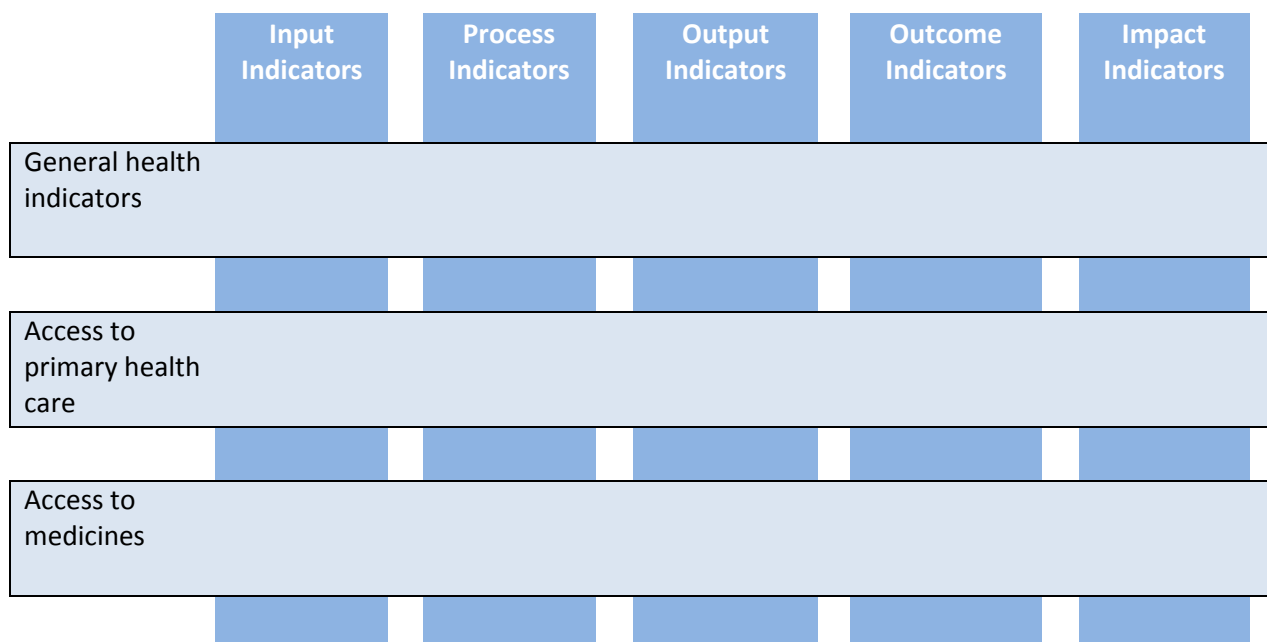 Input
Indicators
Process
Indicators
Output
Indicators
Outcome
Indicators
Impact
Indicators
General health
indicators
Access to
primary health
care
Access to
medicines